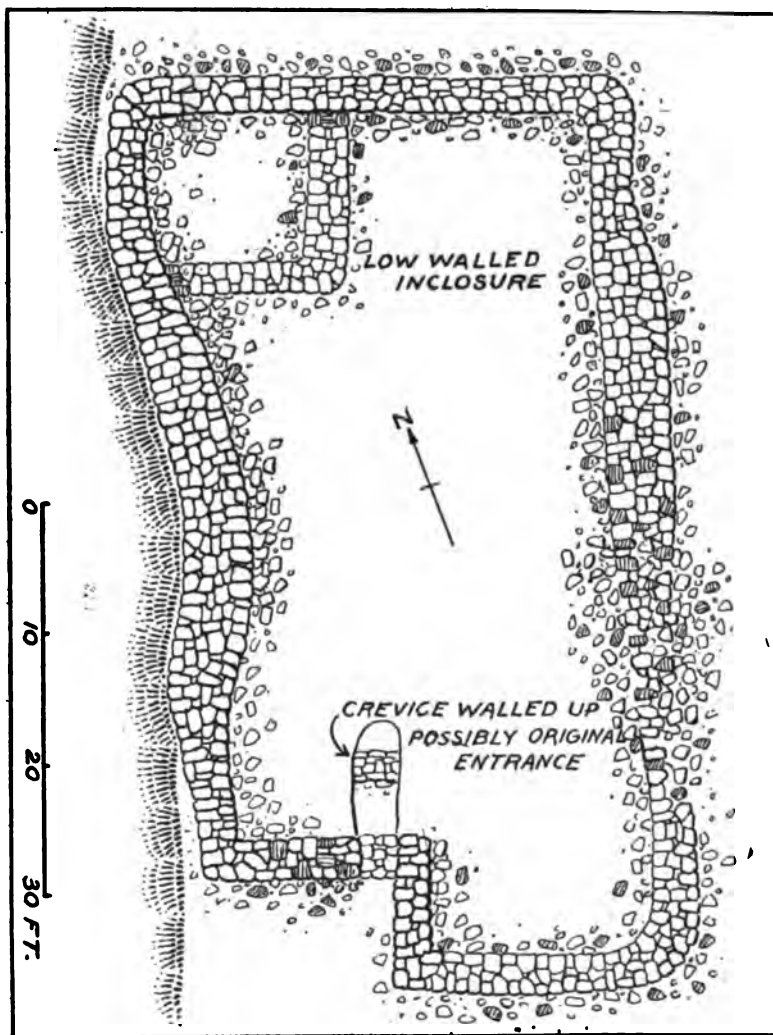 LOW WALLED
INCLOSURE
N
0
10
20
30 FT.
CREVICE WALLED UP
POSSIBLY ORIGINAL
ENTRANCE